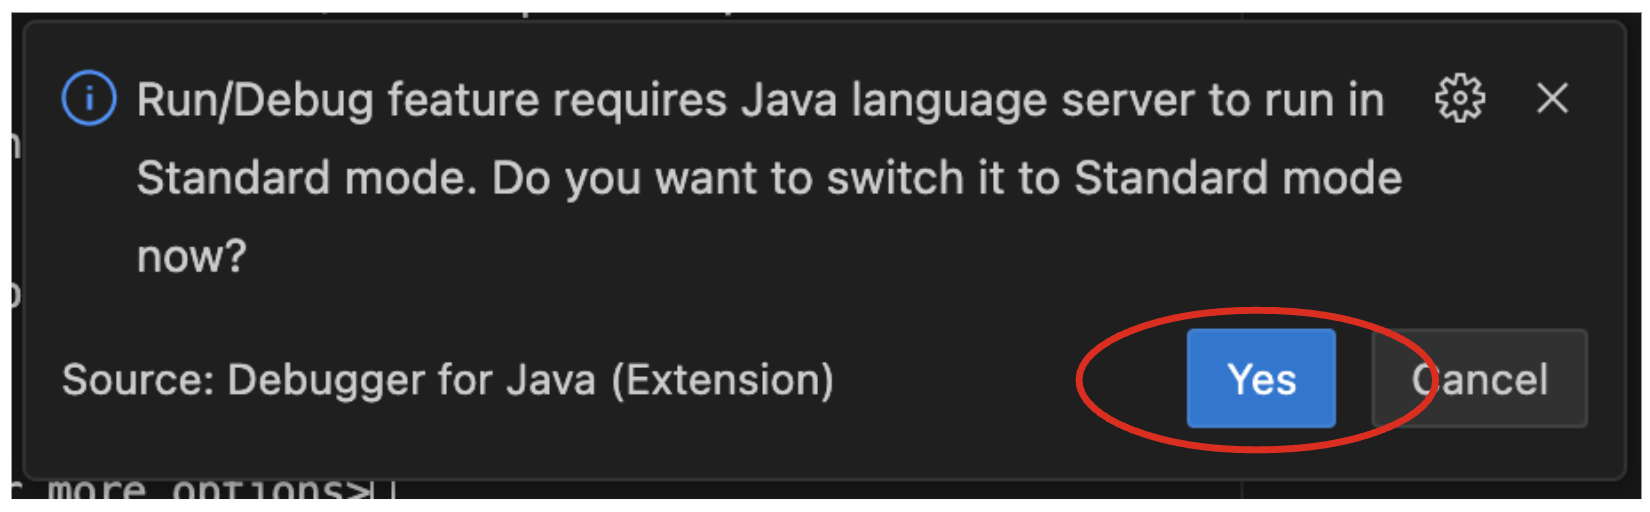 Run/Debug feature requires Java language server to run in
Standard mode. Do you want to switch it to Standard mode
now?
Source: Debugger for Java (Extension)
Yes
Cancel
more options>